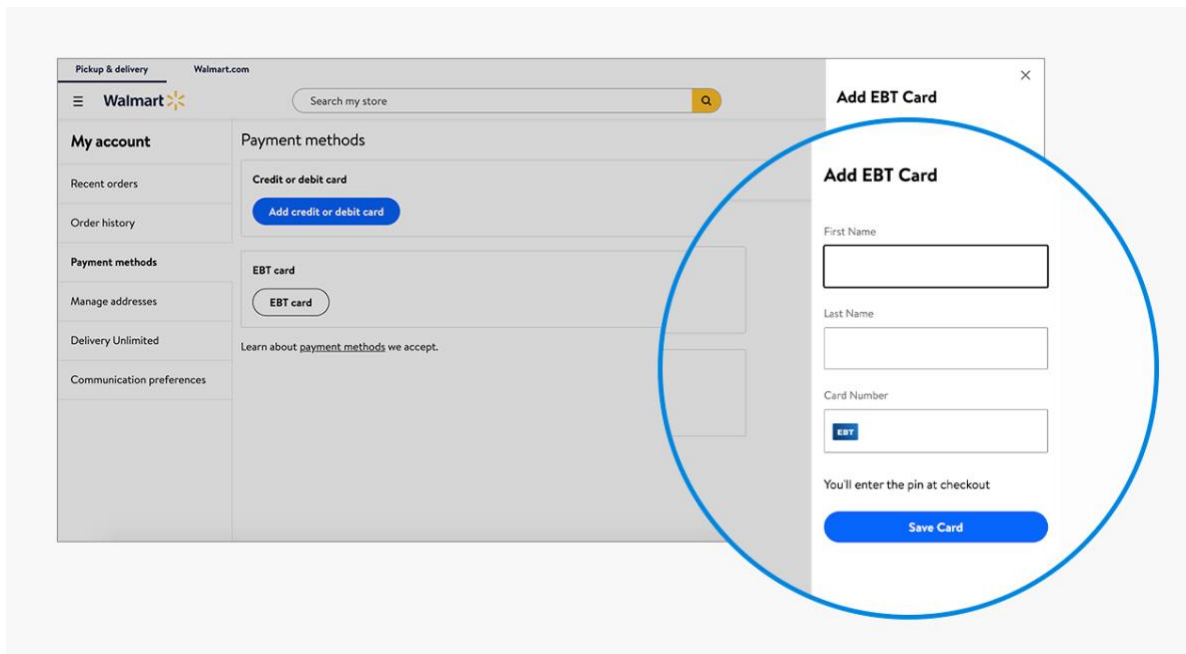 Pickup & delivery Walmart.com
Walmart
Search my store
My account
Recent orders
Order history
Payment methods
Manage addresses
Delivery Unlimited
Communication preferences
Payment methods
Credit or debit card
Add credit or debit card
EBT card
EBT card
Learn about payment methods we accept.
Add EBT Card
Add EBT Card
First Name
Last Name
Card Number
EBT
You'll enter the pin at checkout
Save Card